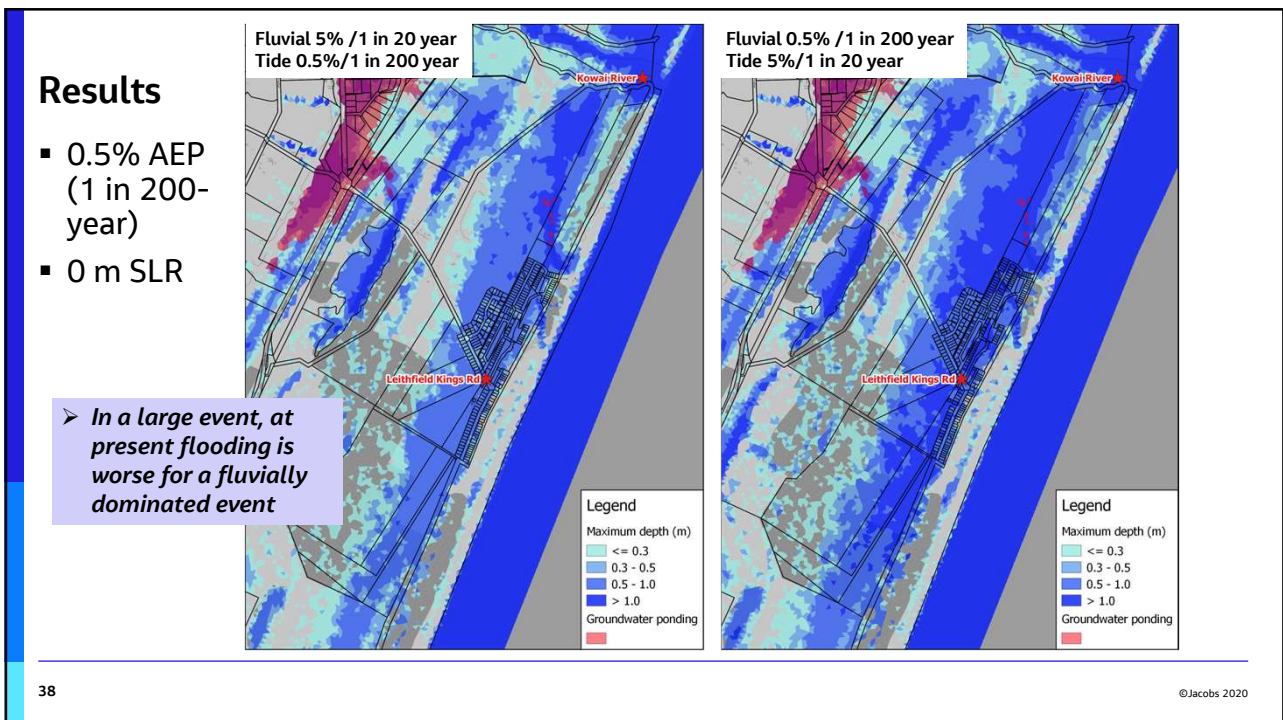 Results
▪ 0.5% AEP
(1 in 200-
year)
▪ 0 m SLR
➢ In a large event, at
present flooding is
worse for a fluvially
dominated event
Fluvial 5% /1 in 20 year
Tide 0.5%/1 in 200 year
Kowai River
Leithfield Kings Rd
Legend
Maximum depth (m)
<= 0.3
0.3 - 0.5
0.5 - 1.0
> 1.0
Groundwater ponding
Fluvial 0.5% /1 in 200 year
Tide 5%/1 in 20 year
Kowai River
Leithfield Kings Rd
Legend
Maximum depth (m)
<= 0.3
0.3 - 0.5
0.5 - 1.0
> 1.0
Groundwater ponding
38
©Jacobs 2020